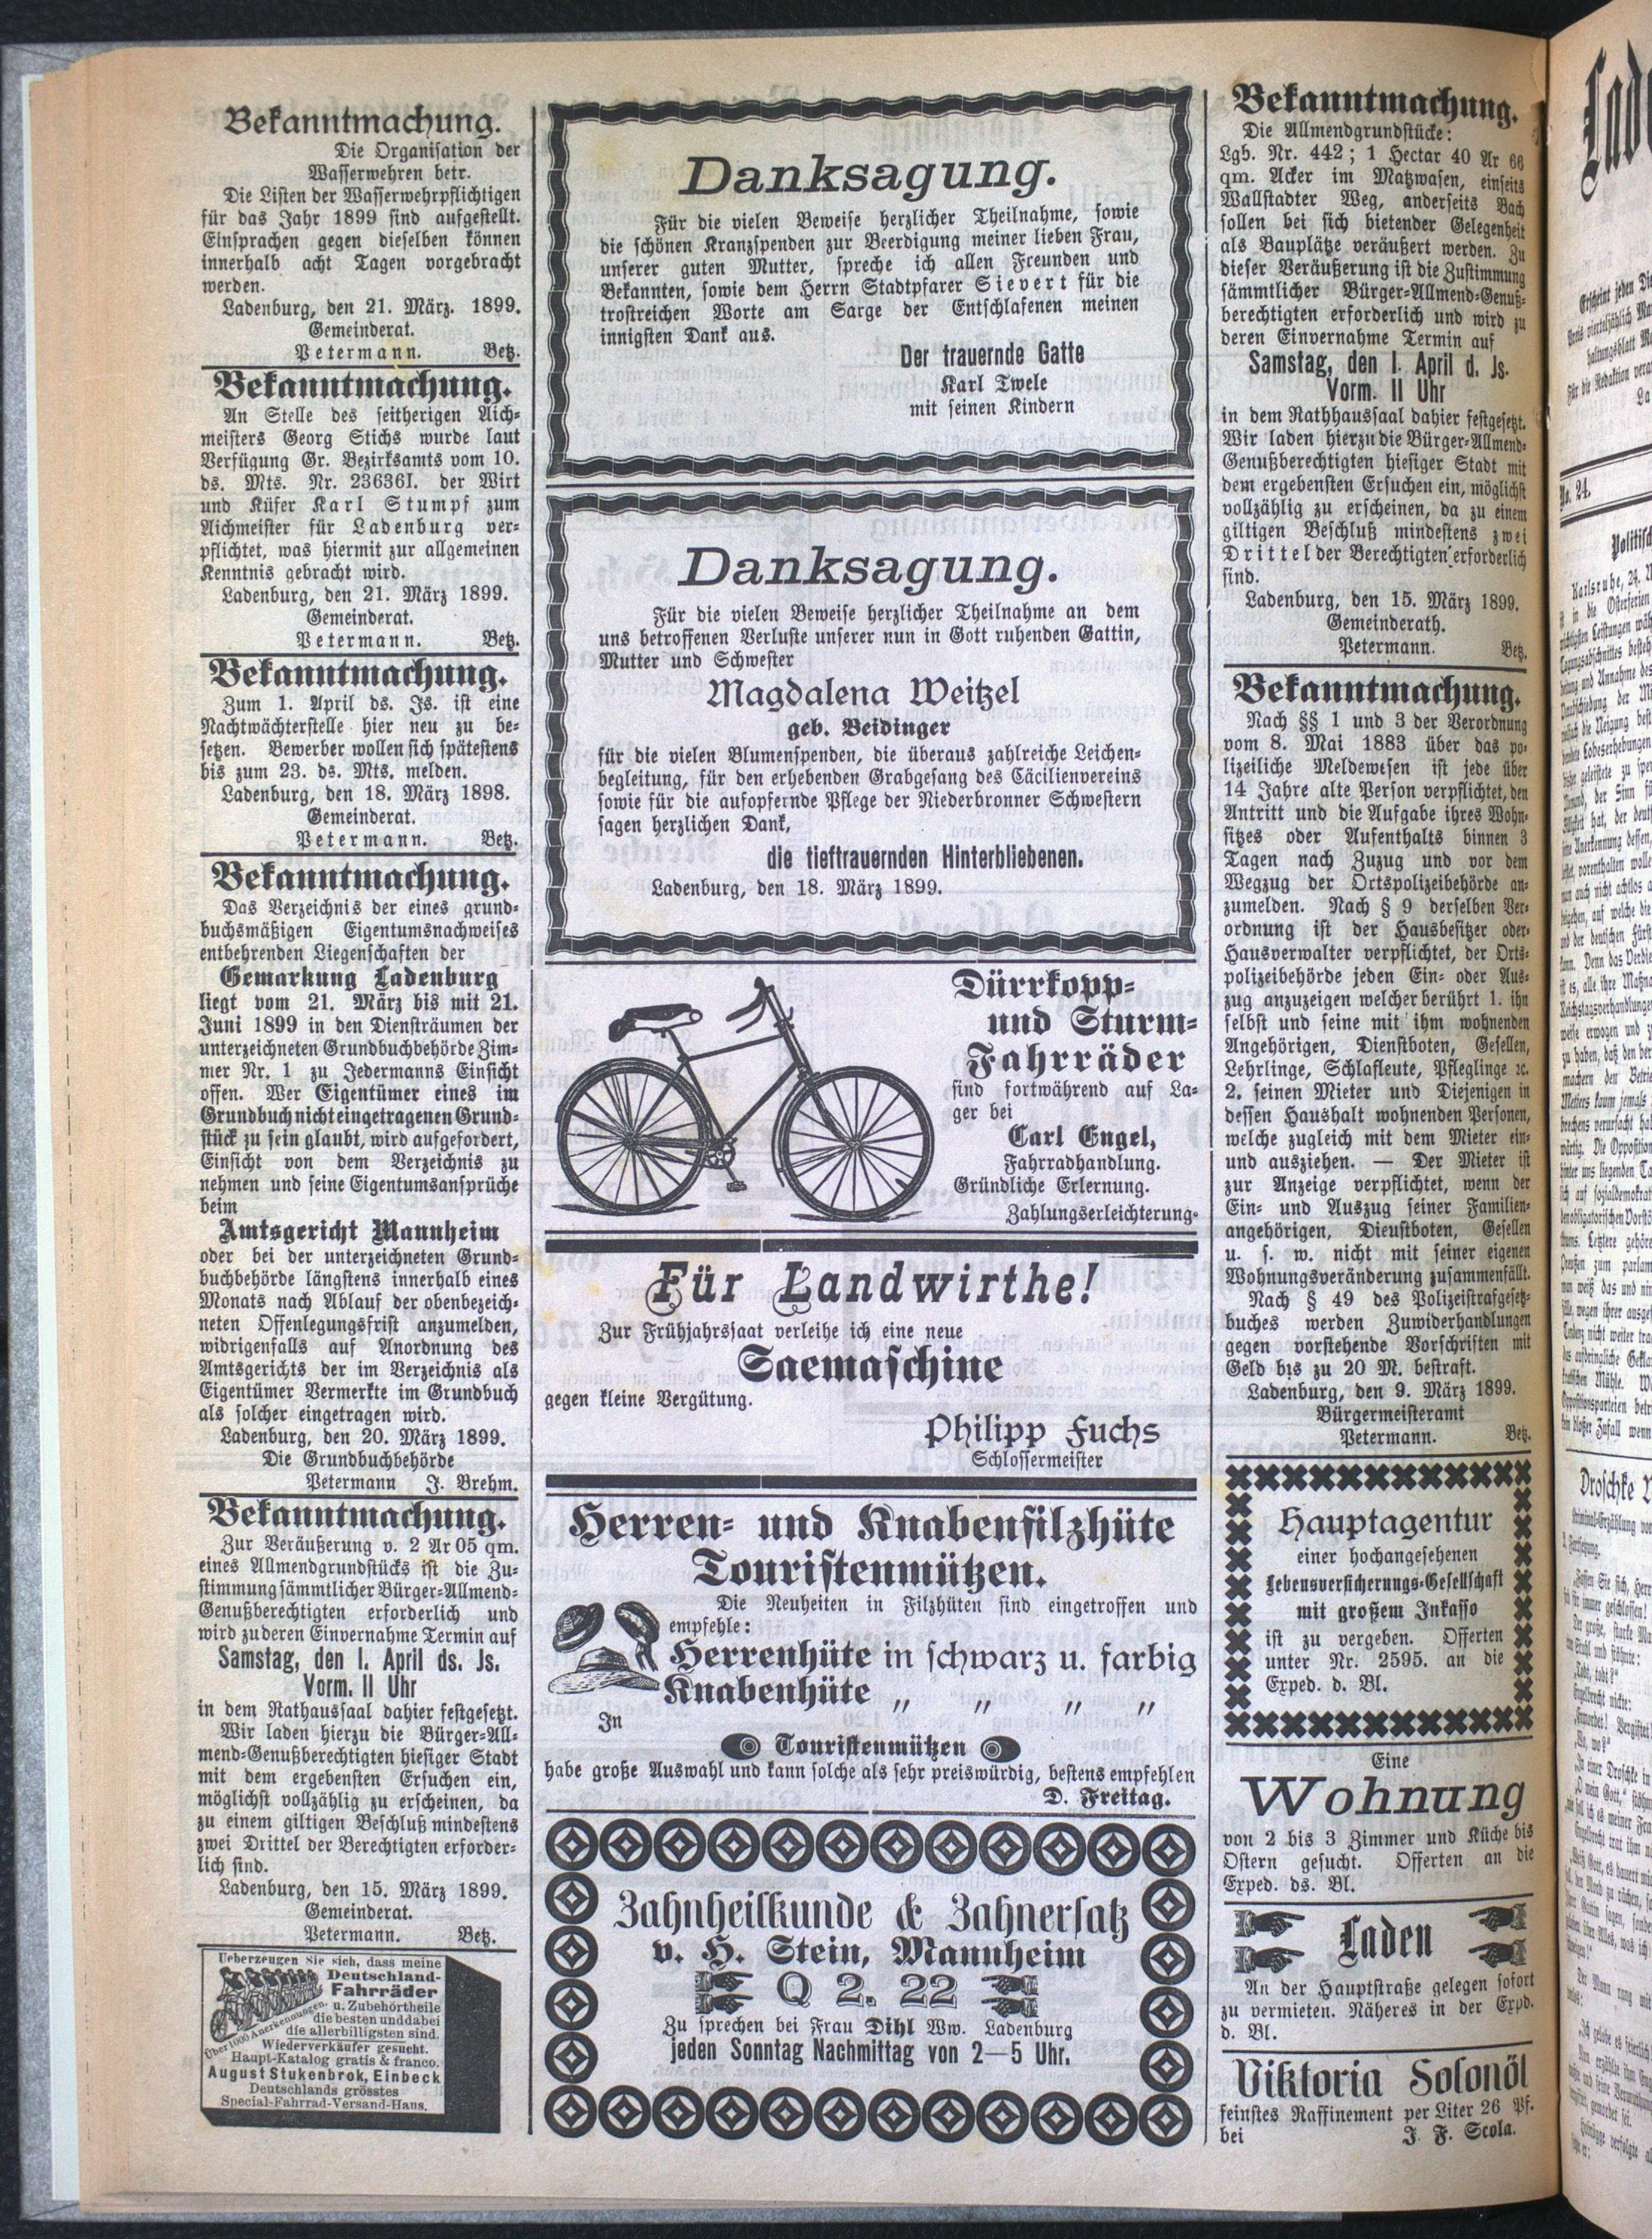 Bekanntmachung.
Die Organisation der
Wasserwehren betr.
Die Listen der Wasserwehrpflichtigen
für das Jahr 1899 sind aufgestellt.
Einsprachen gegen dieselben können
innerhalb acht Tagen vorgebracht
werden.
Ladenburg, den 21. März. 1899.
Gemeinderat.
Petermann. Betz.
Bekanntmachung.
An Stelle des seitherigen Aich-
meisters Georg Stichs wurde laut
Verfügung Gr. Bezirksamts vom 10.
ds. Mts. Nr. 23636I. der Wirt
und Küfer Karl Stumpf zum
Aichmeister für Ladenburg ver-
pflichtet, was hiermit zur allgemeinen
Kenntnis gebracht wird.
Ladenburg, den 21. März 1899.
Gemeinderat.
Petermann. Betz.
Bekanntmachung.
Zum 1. April ds. Js. ist eine
Nachtwächterstelle hier neu zu be-
setzen. Bewerber wollen sich spätestens
bis zum 23. ds. Mts. melden.
Ladenburg, den 18. März 1898.
Gemeinderat.
Petermann. Betz.
Bekanntmachung.
Das Verzeichnis der eines grund-
buchsmäßigen Eigentumsnachweises
entbehrenden Liegenschaften der
Gemarkung Ladenburg
liegt vom 21. März bis mit 21.
Juni 1899 in den Diensträumen der
unterzeichneten Grundbuchbehörde Zim-
mer Nr. 1 zu Jedermanns Einsicht
offen. Wer Eigentümer eines im
Grundbuch nicht eingetragenen Grund-
stück zu sein glaubt, wird aufgefordert,
Einsicht von dem Verzeichnis zu
nehmen und seine Eigentumsansprüche
beim
Amtsgericht Mannheim
oder bei der unterzeichneten Grund-
buchbehörde längstens innerhalb eines
Monats nach Ablauf der obenbezeich-
neten Offenlegungsfrist anzumelden,
widrigenfalls auf Anordnung des
Amtsgerichts der im Verzeichnis als
Eigentümer Vermerkte im Grundbuch
als solcher eingetragen wird.
Ladenburg, den 20. März 1899.
Die Grundbuchbehörde
Petermann J. Brehm.
Bekanntmachung.
Zur Veräußerung v. 2 Ar 05 qm.
eines Allmendgrundstücks ist die Zu-
stimmung sämmtlicher Bürger-Allmend-
Genußberechtigten erforderlich und
wird zu deren Einvernahme Termin auf
Samstag, den 1. April ds. Js.
Vorm. 11 Uhr
in dem Rathaussaal dahier festgesetzt.
Wir laden hierzu die Bürger-All-
mend-Genußberechtigten hiesiger Stadt
mit dem ergebensten Ersuchen ein,
möglichst vollzählig zu erscheinen, da
zu einem giltigen Beschluß mindestens
zwei Drittel der Berechtigten erforder-
lich sind.
Ladenburg, den 15. März 1899.
Gemeinderat.
Petermann. Betz.
Ueberzeugen Sie sich, dass meine
Deutschland-
Fahrräder
u. Zubehörtheile
die besten und dabei
die allerbilligsten sind.
Über 1000 Anerkennungen.
Wiederverkäufer gesucht.
Haupt-Katalog gratis & franco.
August Stukenbrok, Einbeck
Deutschlands grösstes
Special-Fahrrad-Versand-Haus.
Danksagung.
Für die vielen Beweise herzlicher Theilnahme, sowie
die schönen Kranzspenden zur Beerdigung meiner lieben Frau,
unserer guten Mutter, spreche ich allen Freunden und
Bekannten, sowie dem Herrn Stadtpfarer Sievert für die
trostreichen Worte am Sarge der Entschlafenen meinen
innigsten Dank aus.
Der trauernde Gatte
Karl Twele
mit seinen Kindern
Danksagung.
Für die vielen Beweise herzlicher Theilnahme an dem
uns betroffenen Verluste unserer nun in Gott ruhenden Gattin,
Mutter und Schwester
Magdalena Weitzel
geb. Beidinger
für die vielen Blumenspenden, die überaus zahlreiche Leichen-
begleitung, für den erhebenden Grabgesang des Cäcilienvereins
sowie für die aufopfernde Pflege der Niederbronner Schwestern
sagen herzlichen Dank,
die tieftrauernden Hinterbliebenen.
Ladenburg, den 18. März 1899.
Dürrkopp-
und Sturm-
Fahrräder
sind fortwährend auf La-
ger bei
Carl Engel,
Fahrradhandlung.
Gründliche Erlernung.
Zahlungserleichterung.
Für Landwirthe!
Zur Frühjahrssaat verleihe ich eine neue
Saemaschine
gegen kleine Vergütung.
Philipp Fuchs
Schlossermeister
Herren- und Knabenfilzhüte
Touristenmützen.
Die Neuheiten in Filzhüten sind eingetroffen und
empfehle:
Herrenhüte in schwarz u. farbig
Knabenhüte „ „ „ „
In
Touristenmützen
habe große Auswahl und kann solche als sehr preiswürdig, bestens empfehlen
D. Freitag.
Zahnheilkunde & Zahnersatz
v. H. Stein, Mannheim
Q 2. 22
Zu sprechen bei Frau Dihl Ww. Ladenburg
jeden Sonntag Nachmittag von 2—5 Uhr.
Bekanntmachung.
Die Allmendgrundstücke:
Lgb. Nr. 442; 1 Hectar 40 Ar 66
qm. Acker im Matzwasen, einseits
Wallstadter Weg, anderseits Bach
sollen bei sich bietender Gelegenheit
als Bauplätze veräußert werden. Zu
dieser Veräußerung ist die Zustimmung
sämmtlicher Bürger-Allmend-Genuß-
berechtigten erforderlich und wird zu
deren Einvernahme Termin auf
Samstag, den 1. April d. Js.
Vorm. 11 Uhr
in dem Rathhaussaal dahier festgesetzt.
Wir laden hierzu die Bürger-Allmend-
Genußberechtigten hiesiger Stadt mit
dem ergebensten Ersuchen ein, möglichst
vollzählig zu erscheinen, da zu einem
giltigen Beschluß mindestens zwei
Drittel der Berechtigten erforderlich
sind.
Ladenburg, den 15. März 1899.
Gemeinderath.
Petermann. Betz.
Bekanntmachung.
Nach §§ 1 und 3 der Verordnung
vom 8. Mai 1883 über das po-
lizeiliche Meldewesen ist jede über
14 Jahre alte Person verpflichtet, den
Antritt und die Aufgabe ihres Wohn-
sitzes oder Aufenthalts binnen 3
Tagen nach Zuzug und vor dem
Wegzug der Ortspolizeibehörde an-
zumelden. Nach § 9 derselben Ver-
ordnung ist der Hausbesitzer oder
Hausverwalter verpflichtet, der Orts-
polizeibehörde jeden Ein- oder Aus-
zug anzuzeigen welcher berührt 1. ihn
selbst und seine mit ihm wohnenden
Angehörigen, Dienstboten, Gesellen,
Lehrlinge, Schlafleute, Pfleglinge ꝛc.
2. seinen Mieter und Diejenigen in
dessen Haushalt wohnenden Personen,
welche zugleich mit dem Mieter ein-
und ausziehen. — Der Mieter ist
zur Anzeige verpflichtet, wenn der
Ein- und Auszug seiner Familien-
angehörigen, Dienstboten, Gesellen
u. s. w. nicht mit seiner eigenen
Wohnungsveränderung zusammenfällt.
Nach § 49 des Polizeistrafgesetz-
buches werden Zuwiderhandlungen
gegen vorstehende Vorschriften mit
Geld bis zu 20 M. bestraft.
Ladenburg, den 9. März 1899.
Bürgermeisteramt
Petermann. Betz.
Hauptagentur
einer hochangesehenen
Lebensversicherungs-Gesellschaft
mit großem Inkasso
ist zu vergeben. Offerten
unter Nr. 2595. an die
Exped. d. Bl.
Eine
Wohnung
von 2 bis 3 Zimmer und Küche bis
Ostern gesucht. Offerten an die
Exped. ds. Bl.
Laden
An der Hauptstraße gelegen sofort
zu vermieten. Näheres in der Expd.
d. Bl.
Viktoria Solonöl
feinstes Raffinement per Liter 26 Pf.
bei J. F. Scola.
No. 24.